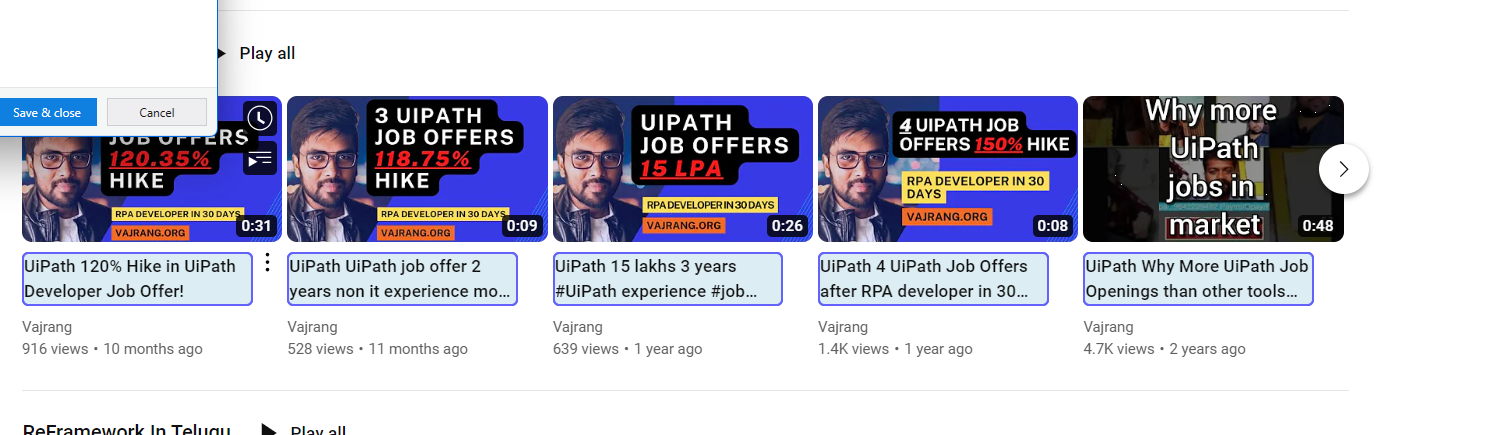 Play all
Save & close
Cancel
JOB OFFERS
120.35%
HIKE
RPA DEVELOPER IN 30 DAYS
VAJRANG.ORG
0:31
3 UIPATH
JOB OFFERS
118.75%
HIKE
RPA DEVELOPER IN 30 DAYS
VAJRANG.ORG
0:09
UIPATH
JOB OFFERS
15 LPA
RPA DEVELOPER IN 30 DAYS
VAJRANG.ORG
0:26
4 UIPATH JOB
OFFERS 150% HIKE
RPA DEVELOPER IN 30
DAYS
VAJRANG.ORG
0:08
Why more
UiPath
jobs in
market
0:48
UiPath 120% Hike in UiPath
Developer Job Offer!
Vajrang
916 views • 10 months ago
UiPath UiPath job offer 2
years non it experience mo...
Vajrang
528 views • 11 months ago
UiPath 15 lakhs 3 years
#UiPath experience #job...
Vajrang
639 views • 1 year ago
UiPath 4 UiPath Job Offers
after RPA developer in 30...
Vajrang
1.4K views • 1 year ago
UiPath Why More UiPath Job
Openings than other tools...
Vajrang
4.7K views • 2 years ago
ReFramework In Telugu
Play all